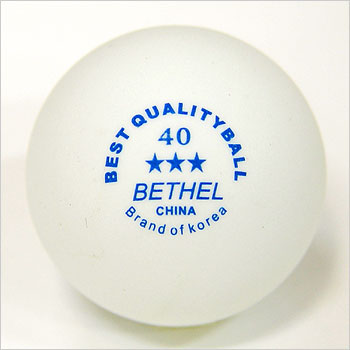 BEST QUALITYBALL
40
★★★
BETHEL
CHINA
Brand of korea